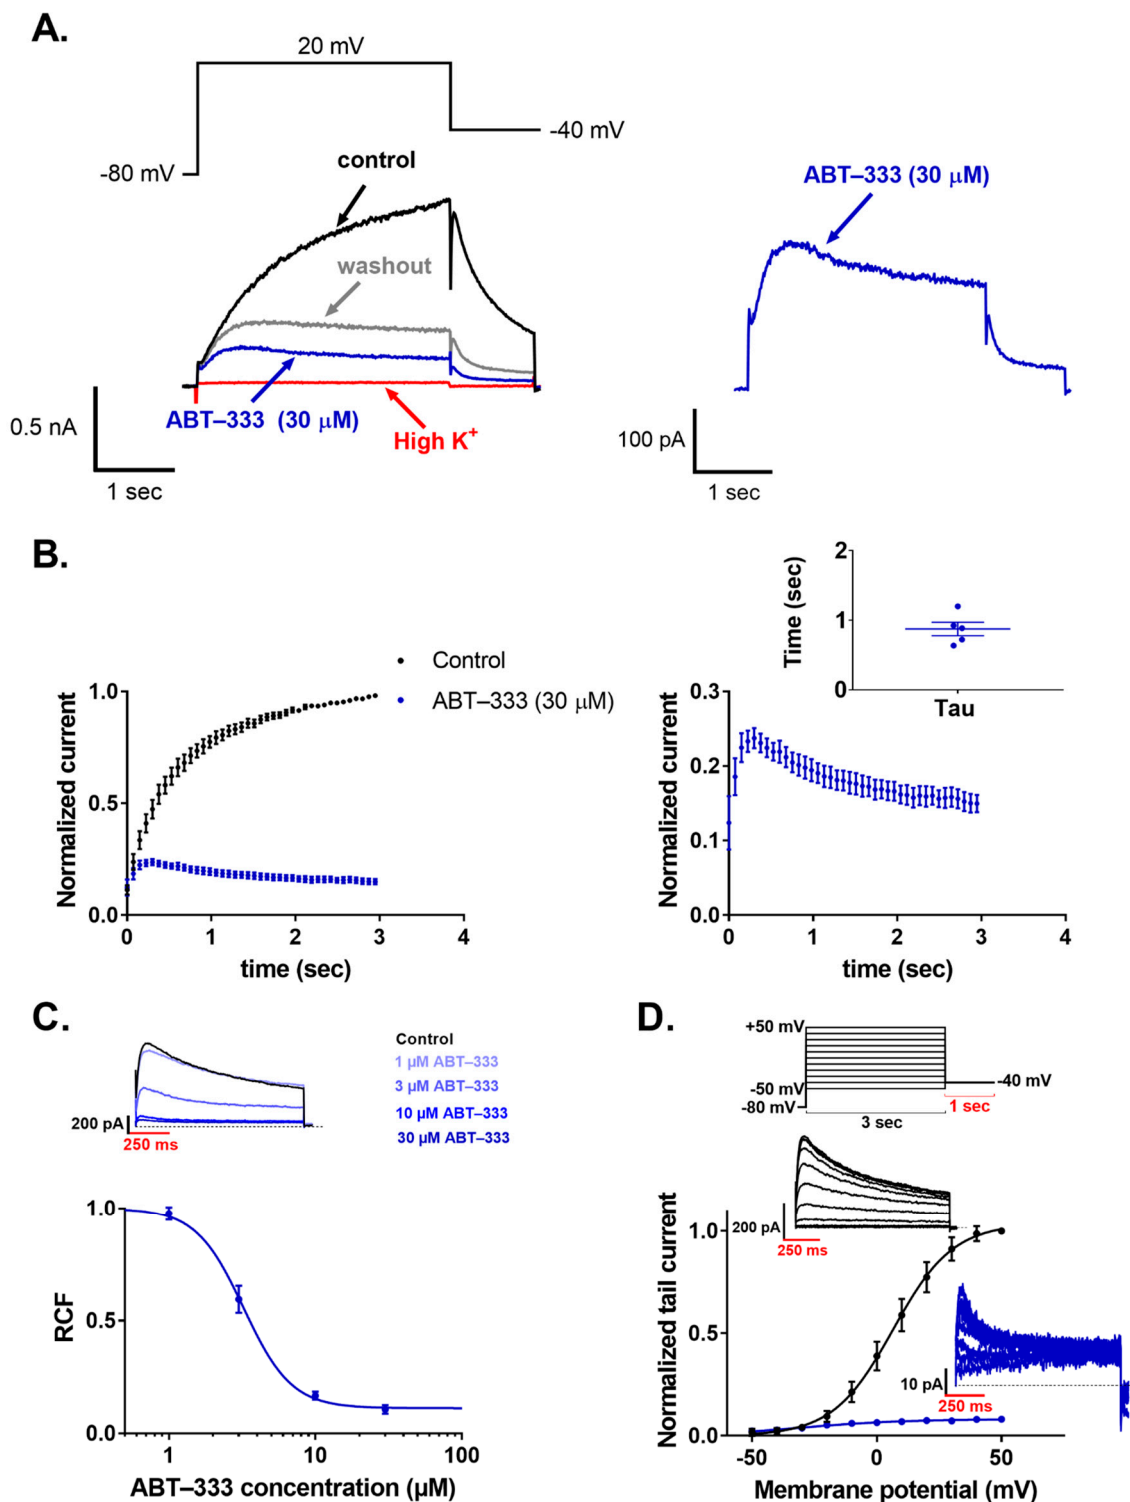 A.
20 mV
-40 mV
-80 mV
control
washout
ABT–333 (30 µM)
High K+
0.5 nA
1 sec
ABT–333 (30 µM)
100 pA
1 sec
B.
Control
ABT–333 (30 µM)
Normalized current
1.0
0.5
0.0
0 1 2 3 4
time (sec)
Time (sec)
2
1
0
Tau
Normalized current
0.3
0.2
0.1
0.0
0 1 2 3 4
time (sec)
C.
Control
1 µM ABT–333
3 µM ABT–333
10 µM ABT–333
30 µM ABT–333
200 pA
250 ms
RCF
1.0
0.5
0.0
1 10 100
ABT–333 concentration (µM)
D.
+50 mV
-50 mV
-80 mV
-40 mV
1 sec
3 sec
200 pA
250 ms
Normalized tail current
1.0
0.5
0.0
10 pA
250 ms
-50 0 50
Membrane potential (mV)